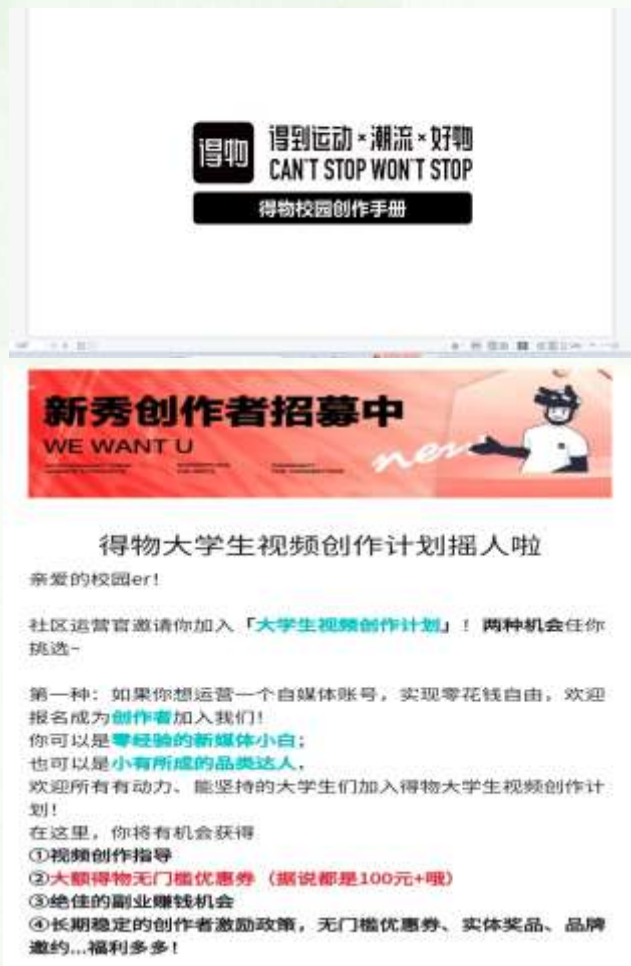 得物
得到运动×潮流×好物
CAN'T STOP WON'T STOP
得物校园创作手册
新秀创作者招募中
WE WANT U
new
得物大学生视频创作计划摇人啦
亲爱的校园er!
社区运营官邀请你加入「大学生视频创作计划」!两种机会任你
挑选~
第一种：如果你想运营一个自媒体账号，实现零花钱自由，欢迎
报名成为创作者加入我们!
你可以是零经验的新媒体小白;
也可以是小有所成的品类达人,
欢迎所有有动力、能坚持的大学生们加入得物大学生视频创作计
划!
在这里，你将有机会获得
①视频创作指导
②大额得物无门槛优惠券（据说都是100元+哦）
③绝佳的副业赚钱机会
④长期稳定的创作者激励政策，无门槛优惠券、实体奖品、品牌
邀约...福利多多!